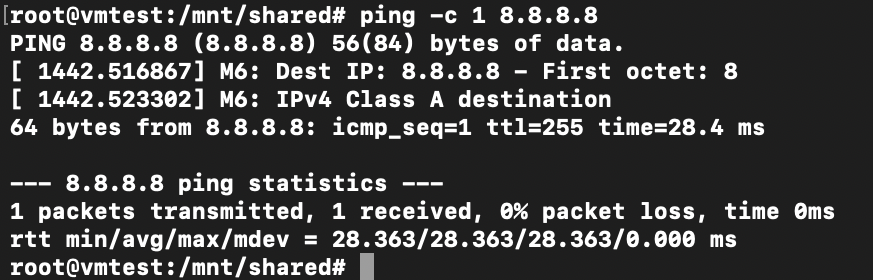 [root@vmtest:/mnt/shared# ping -c 1 8.8.8.8
PING 8.8.8.8 (8.8.8.8) 56(84) bytes of data.
[ 1442.516867] M6: Dest IP: 8.8.8.8 - First octet: 8
[ 1442.523302] M6: IPv4 Class A destination
64 bytes from 8.8.8.8: icmp_seq=1 ttl=255 time=28.4 ms

--- 8.8.8.8 ping statistics ---
1 packets transmitted, 1 received, 0% packet loss, time 0ms
rtt min/avg/max/mdev = 28.363/28.363/28.363/0.000 ms
root@vmtest:/mnt/shared#